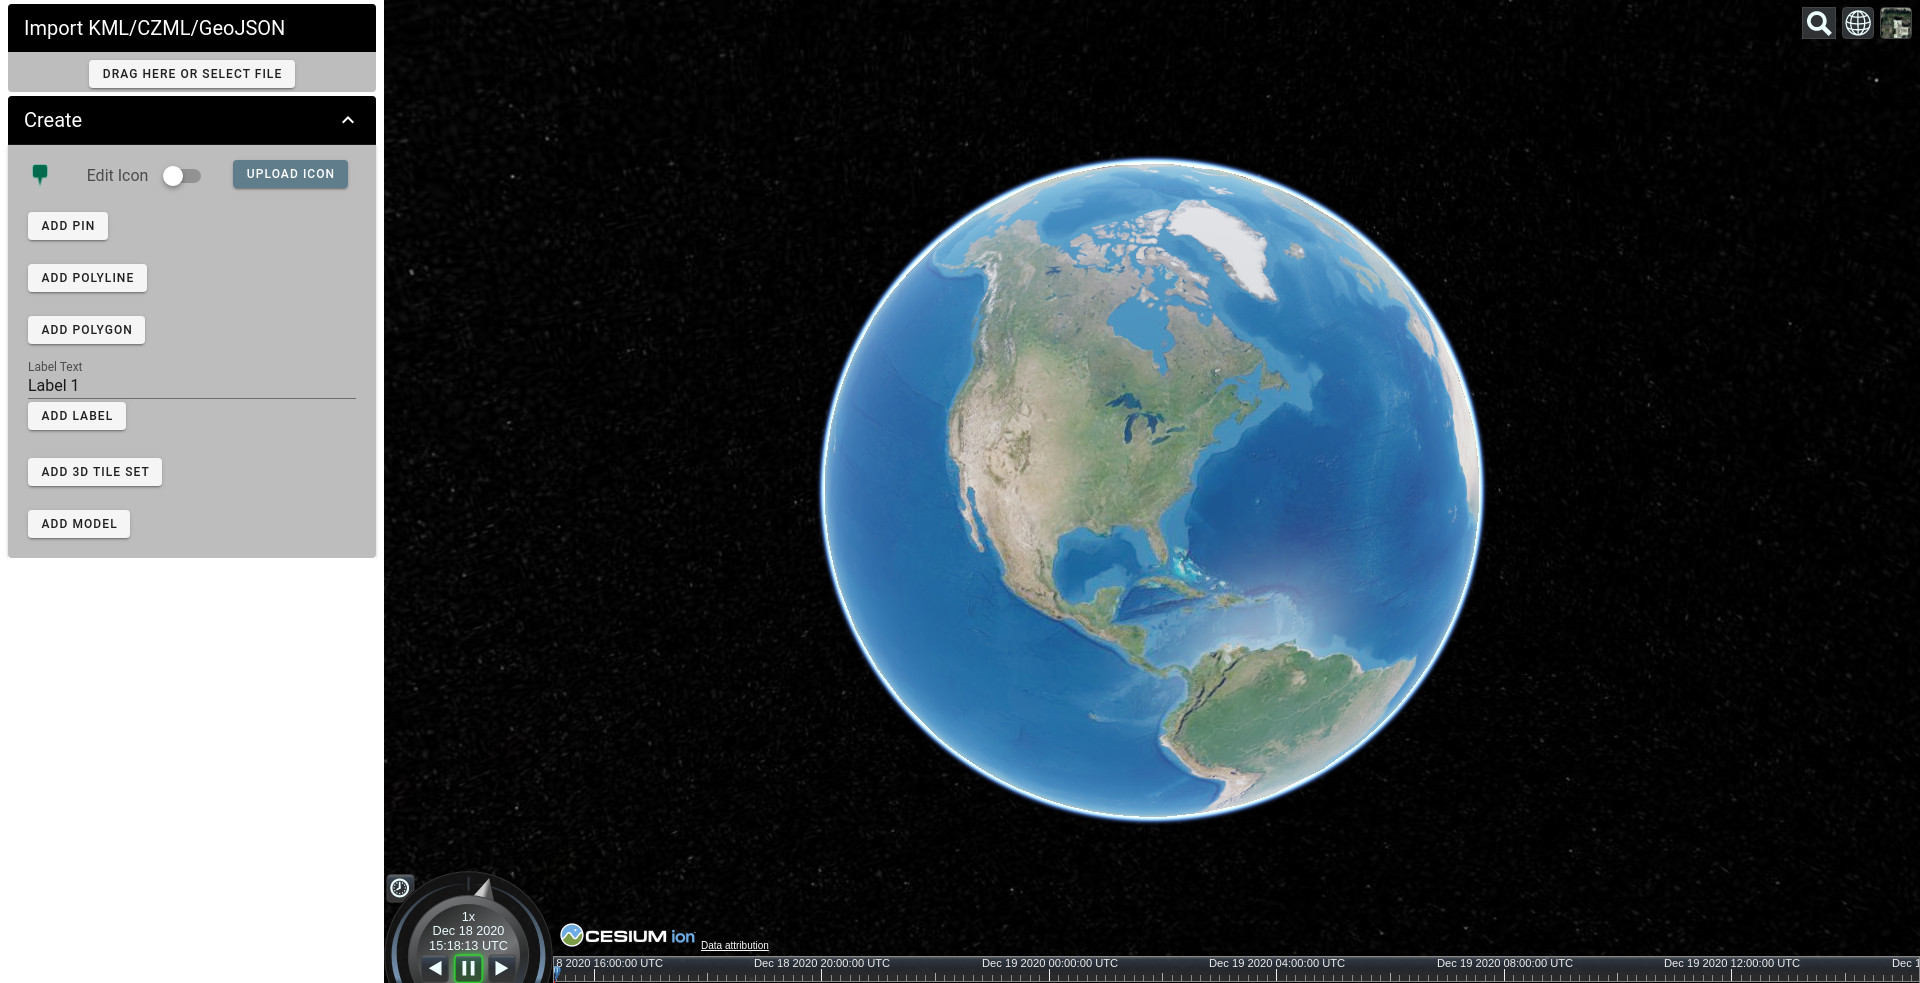 Import KML/CZML/GeoJSON
DRAG HERE OR SELECT FILE
Create
Edit Icon
UPLOAD ICON
ADD PIN
ADD POLYLINE
ADD POLYGON
Label Text
Label 1
ADD LABEL
ADD 3D TILE SET
ADD MODEL
1x
Dec 18 2020
15:18:13 UTC
CESIUM ion
Data attribution
8 2020 16:00:00 UTC
Dec 18 2020 20:00:00 UTC
Dec 19 2020 00:00:00 UTC
Dec 19 2020 04:00:00 UTC
Dec 19 2020 08:00:00 UTC
Dec 19 2020 12:00:00 UTC
Dec 1